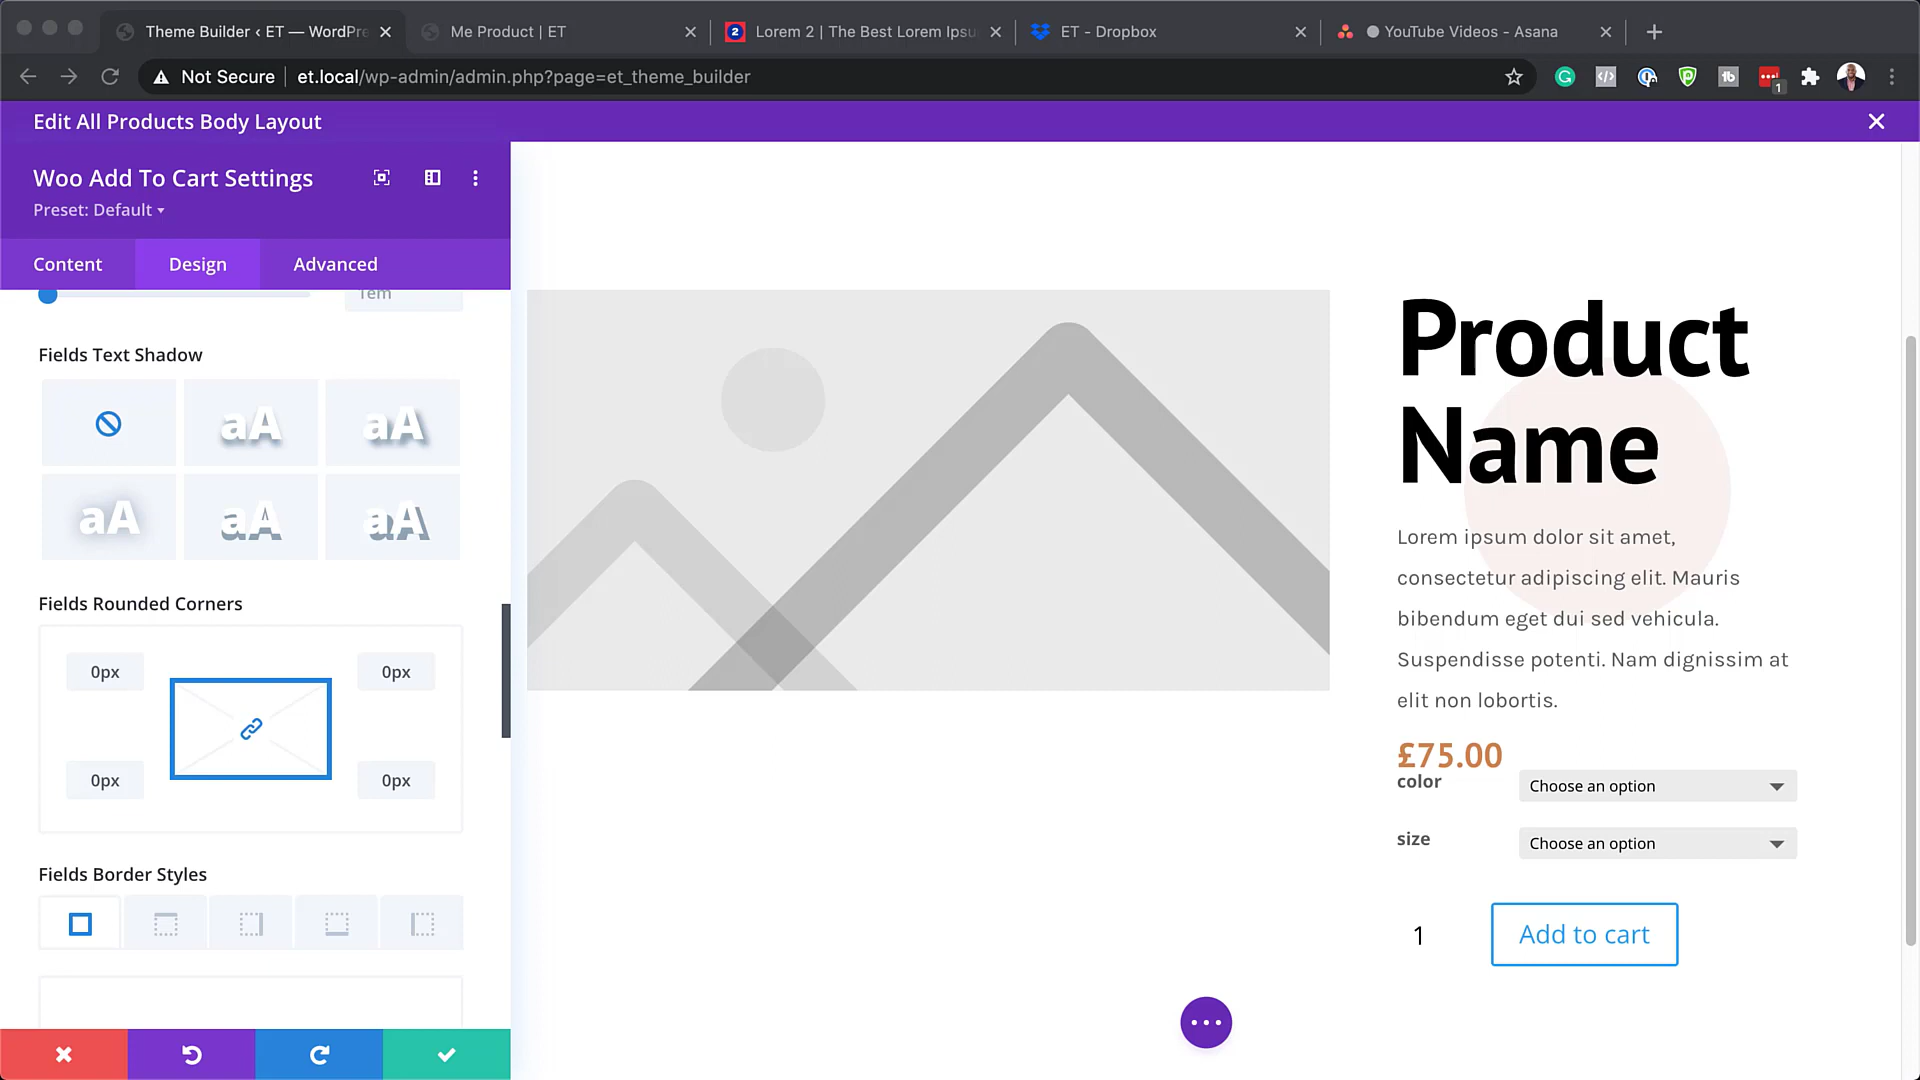 Theme Builder ‹ ET — WordPre
Me Product | ET
2 Lorem 2 | The Best Lorem Ipsu
ET - Dropbox
YouTube Videos - Asana
Not Secure
et.local/wp-admin/admin.php?page=et_theme_builder
1
Edit All Products Body Layout
Woo Add To Cart Settings
Preset: Default
Content
Design
Advanced
1em
Fields Text Shadow
aA aA
aA aA aA
Fields Rounded Corners
0px 0px
0px 0px
Fields Border Styles
Product
Name
Lorem ipsum dolor sit amet,
consectetur adipiscing elit. Mauris
bibendum eget dui sed vehicula.
Suspendisse potenti. Nam dignissim at
elit non lobortis.
£75.00
color Choose an option
size Choose an option
1 Add to cart